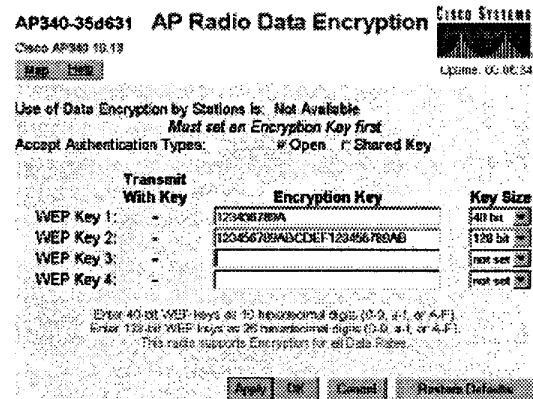 AP340-35d631 AP Radio Data Encryption
CISCO SYSTEMS
Cisco AP340 10.13
Map Help
Uptime: 00:06:34
Use of Data Encryption by Stations is: Not Available
Must set an Encryption Key first
Accept Authentication Types: Open Shared Key
Transmit With Key Encryption Key Key Size
WEP Key 1: - 123456789A 40 bit
WEP Key 2: - 123456789ABCDEF123456789AB 128 bit
WEP Key 3: - not set
WEP Key 4: - not set
Enter 40-bit WEP keys as 10 hexadecimal digits (0-9, a-f, or A-F).
Enter 128-bit WEP keys as 26 hexadecimal digits (0-9, a-f, or A-F).
This radio supports Encryption for all Data Rates.
Apply OK Cancel Restore Defaults